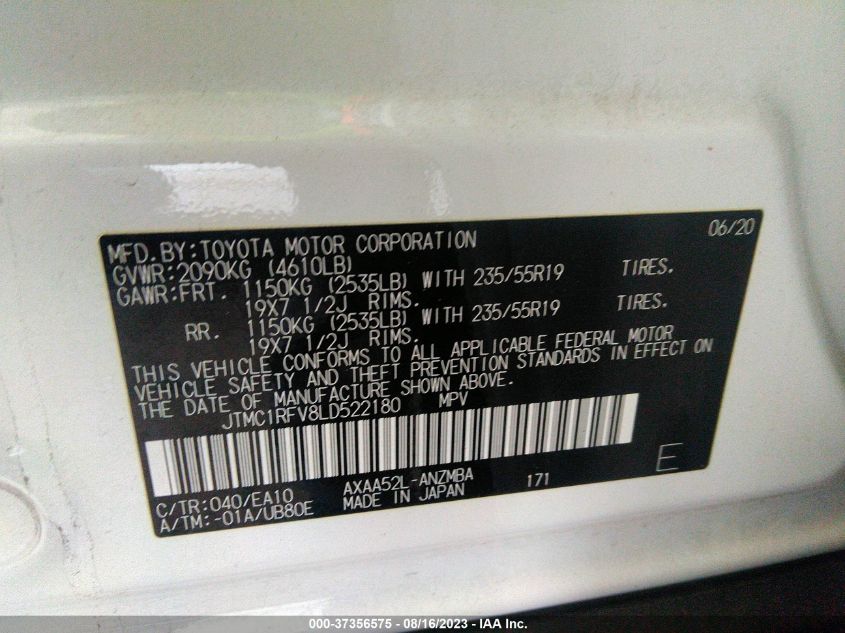 06/20
MFD.BY:TOYOTA MOTOR CORPORATION
GVWR:2090KG (4610LB)
GAWR:FRT. 1150KG (2535LB) WITH 235/55R19 TIRES.
19X7 1/2J RIMS.
RR. 1150KG (2535LB) WITH 235/55R19 TIRES.
19X7 1/2J RIMS.
THIS VEHICLE CONFORMS TO ALL APPLICABLE FEDERAL MOTOR
VEHICLE SAFETY AND THEFT PREVENTION STANDARDS IN EFFECT ON
THE DATE OF MANUFACTURE SHOWN ABOVE.
JTMC1RFV8LD522180 MPV
E
C/TR:040/EA10 AXAA52L-ANZMBA 171
A/TM:-01A/UB80E MADE IN JAPAN
000-37356575 - 08/16/2023 - IAA Inc.